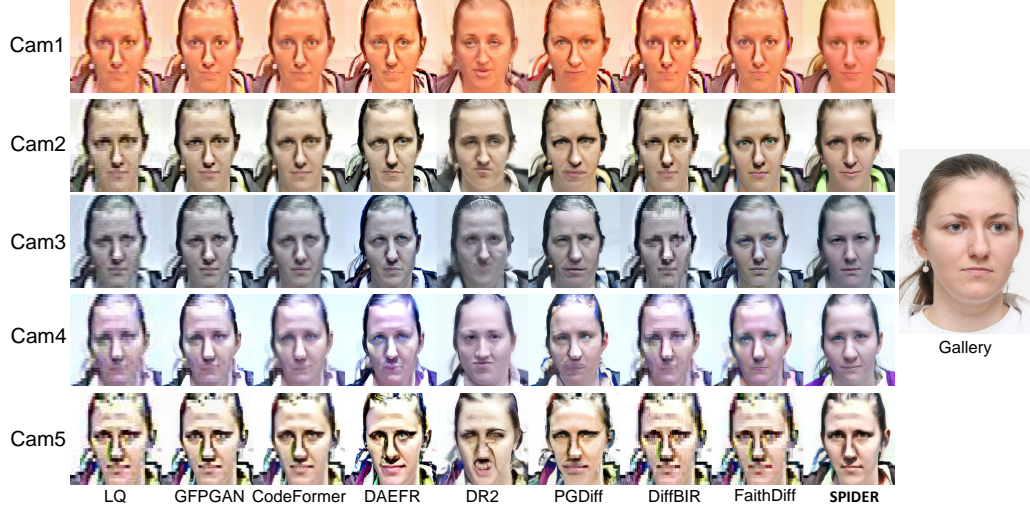 Cam1
Cam2
Cam3
Cam4
Cam5
Gallery
LQ GFPGAN CodeFormer DAEFR DR2 PGDiff DiffBIR FaithDiff SPIDER